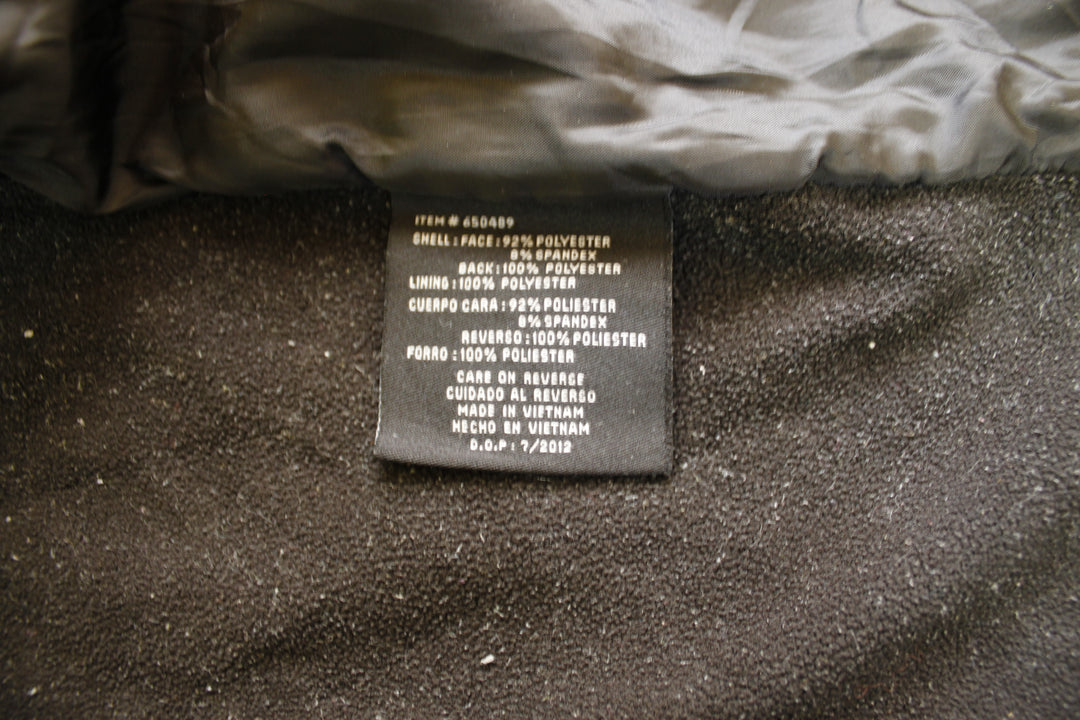 ITEM # 650489
SHELL : FACE : 92% POLYESTER
8% SPANDEX
BACK : 100% POLYESTER
LINING : 100% POLYESTER
CUERPO CARA : 92% POLIESTER
8% SPANDEX
REVERSO : 100% POLIESTER
FORRO : 100% POLIESTER
CARE ON REVERSE
CUIDADO AL REVERSO
MADE IN VIETNAM
HECHO EN VIETNAM
D.O.P : 7/2012